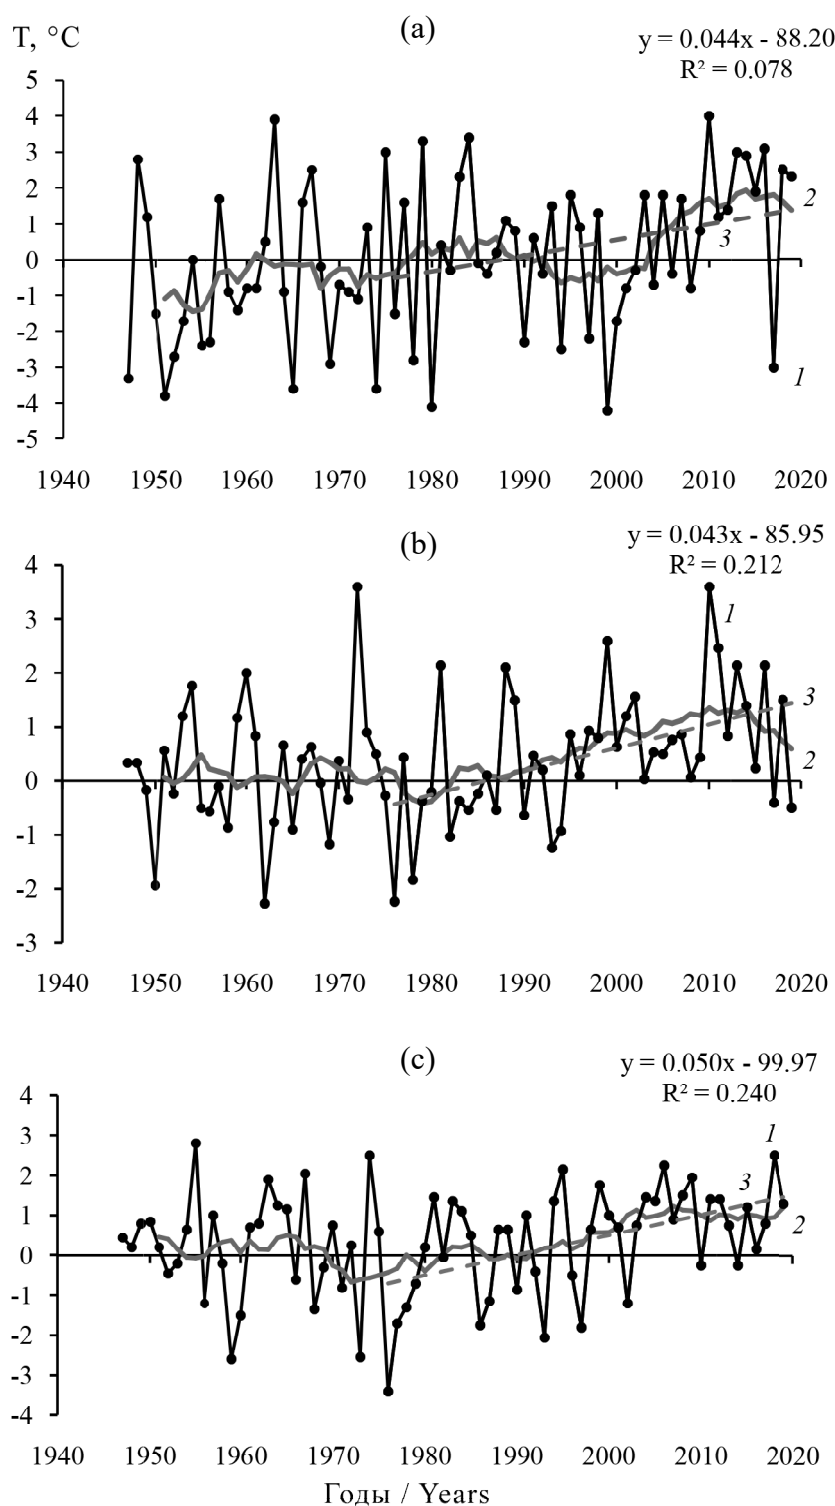 (a)
T, °C
y = 0.044x - 88.20
R² = 0.078
5
4
3
2
1
0
-1
-2
-3
-4
-5
2
3
1
1940 1950 1960 1970 1980 1990 2000 2010 2020
(b)
y = 0.043x - 85.95
R² = 0.212
4
3
2
1
0
-1
-2
-3
1
3
2
1940 1950 1960 1970 1980 1990 2000 2010 2020
(c)
y = 0.050x - 99.97
R² = 0.240
4
3
2
1
0
-1
-2
-3
-4
1
3
2
1940 1950 1960 1970 1980 1990 2000 2010 2020
Годы / Years